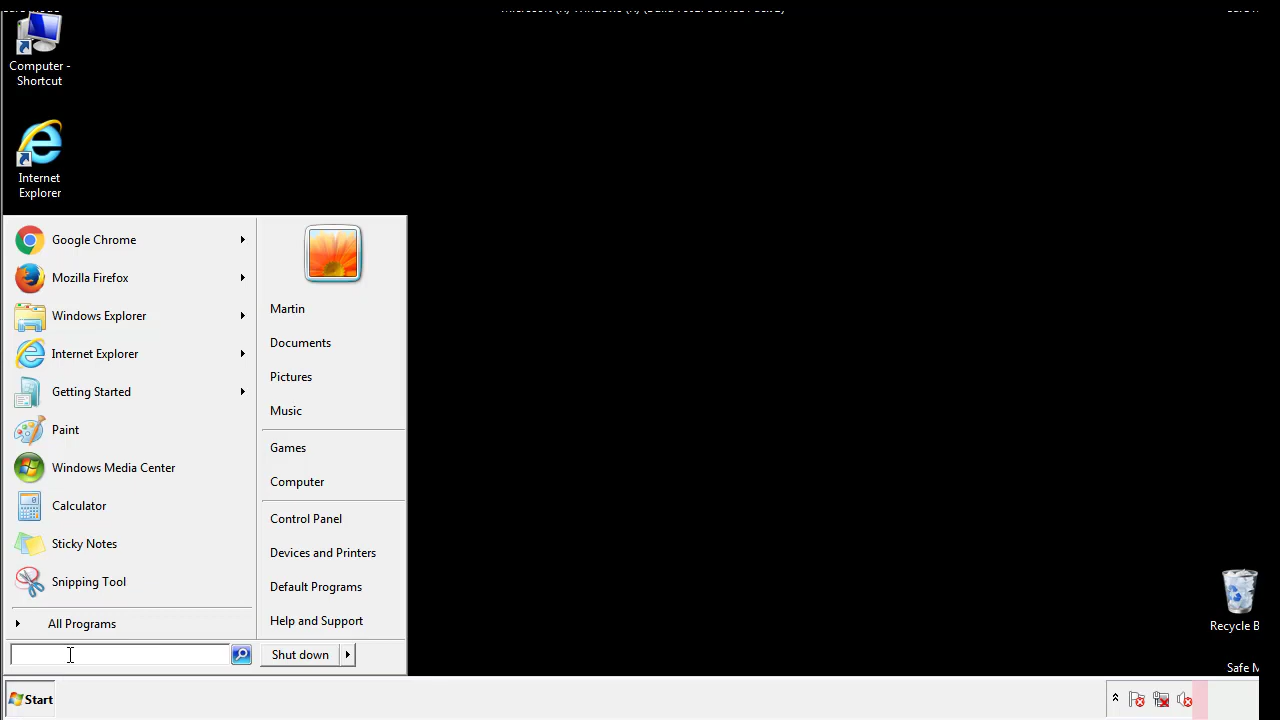 Computer -
Shortcut
Internet
Explorer
Google Chrome
Mozilla Firefox
Windows Explorer
Internet Explorer
Getting Started
Paint
Windows Media Center
Calculator
Sticky Notes
Snipping Tool
All Programs
Martin
Documents
Pictures
Music
Games
Computer
Control Panel
Devices and Printers
Default Programs
Help and Support
Shut down
Recycle B
Safe M
Start